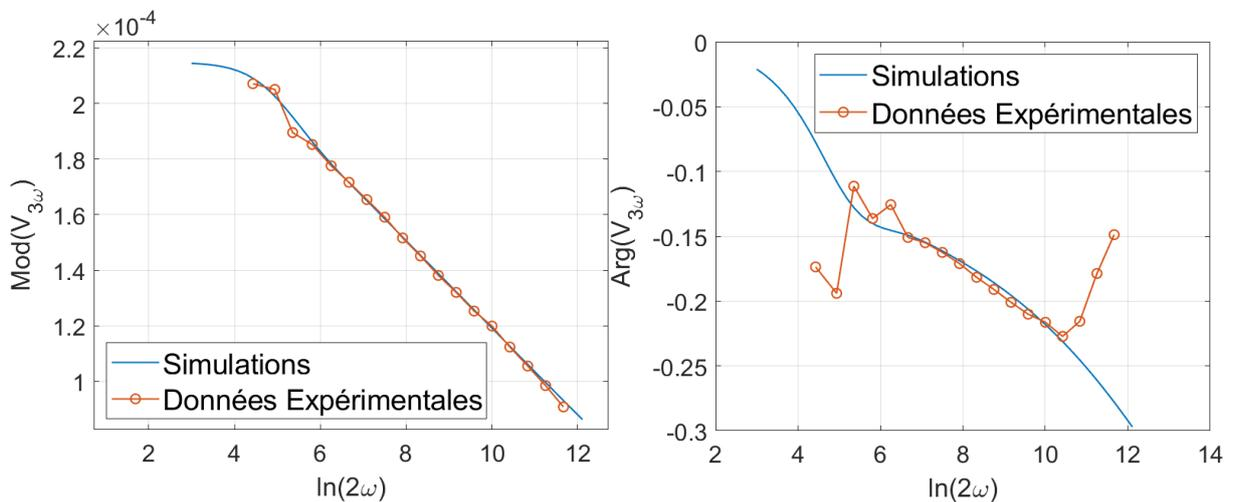 ×10⁻⁴
2.2
2
1.8
1.6
1.4
1.2
1
Mod(V₃ω)
Simulations
Données Expérimentales
2 4 6 8 10 12
ln(2ω)
0
-0.05
-0.1
-0.15
-0.2
-0.25
-0.3
Arg(V₃ω)
Simulations
Données Expérimentales
2 4 6 8 10 12 14
ln(2ω)